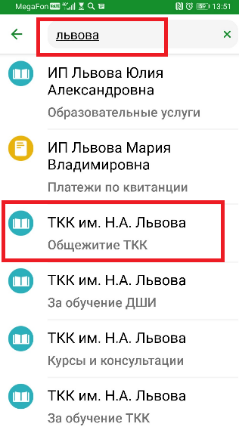 MegaFon 13:51
львова
ИП Львова Юлия
Александровна
Образовательные услуги
ИП Львова Мария
Владимировна
Платежи по квитанции
ТКК им. Н.А. Львова
Общежитие ТКК
ТКК им. Н.А. Львова
За обучение ДШИ
ТКК им. Н.А. Львова
Курсы и консультации
ТКК им. Н.А. Львова
За обучение ТКК